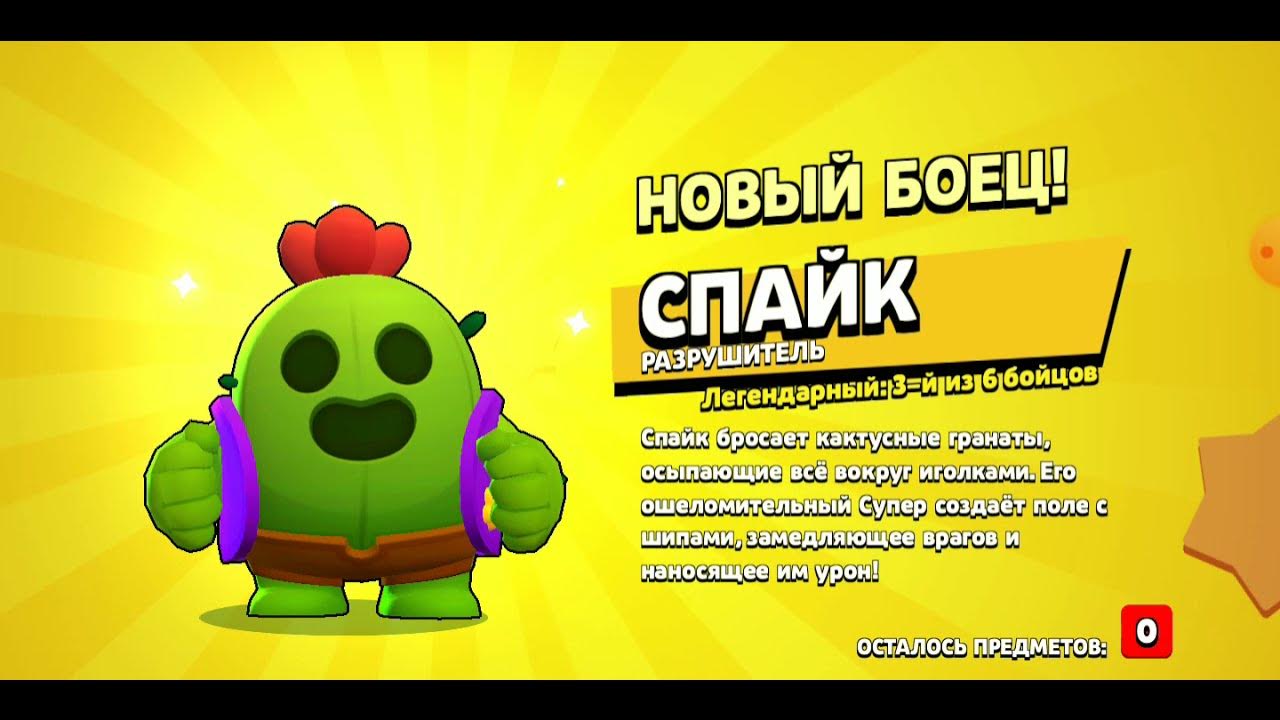 НОВЫЙ БОЕЦ!
СПАЙК
РАЗРУШИТЕЛЬ
Легендарный: 3=й из 6 бойцов
Спайк бросает кактусные гранаты,
осыпающие всё вокруг иголками. Его
ошеломительный Супер создаёт поле с
шипами, замедляющее врагов и
наносящее им урон!
ОСТАЛОСЬ ПРЕДМЕТОВ: 0